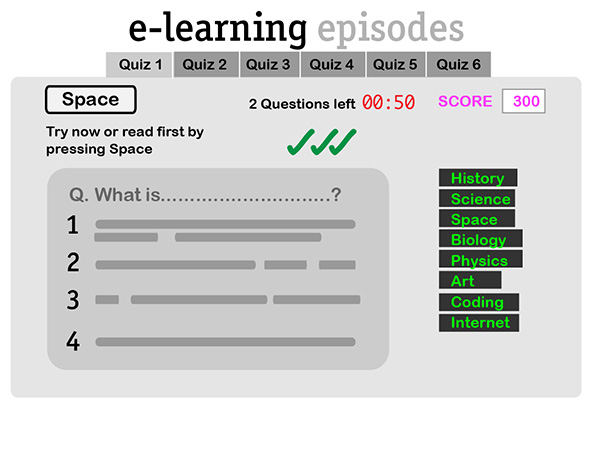 e-learning episodes
Quiz 1 Quiz 2 Quiz 3 Quiz 4 Quiz 5 Quiz 6
Space
2 Questions left 00:50 SCORE 300
Try now or read first by
pressing Space
Q. What is.............................?
1
2
3
4
History
Science
Space
Biology
Physics
Art
Coding
Internet